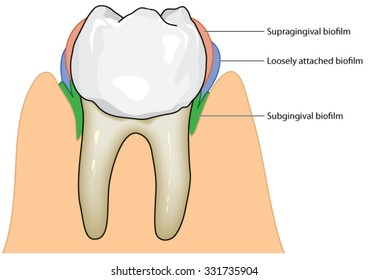 Supragingival biofilm
Loosely attached biofilm
Subgingival biofilm
shutterstock.com · 331735904